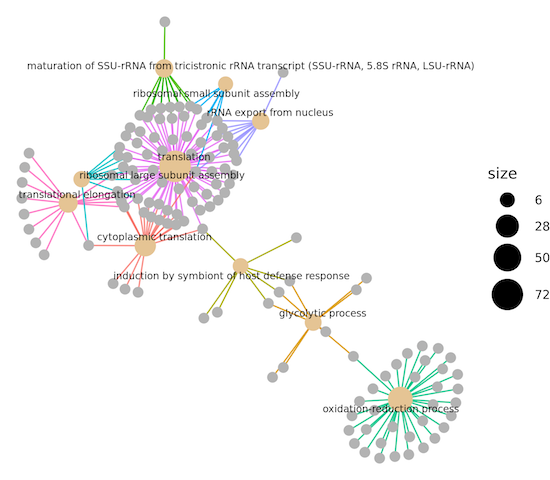 maturation of SSU-rRNA from tricistronic rRNA transcript (SSU-rRNA, 5.8S rRNA, LSU-rRNA)
ribosomal small subunit assembly
rRNA export from nucleus
translation
ribosomal large subunit assembly
translational elongation
cytoplasmic translation
induction by symbiont of host defense response
glycolytic process
oxidation-reduction process
size
6
28
50
72